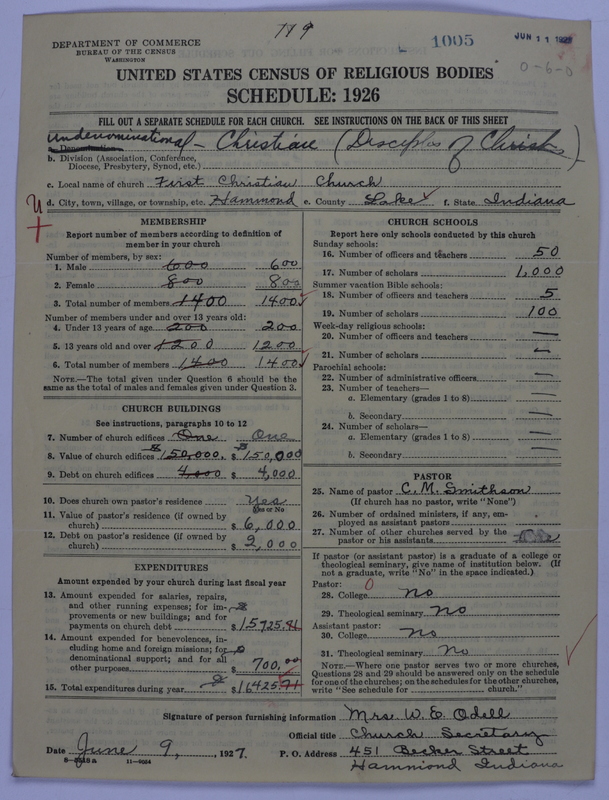 119
1005
JUN 11 1927
0-6-0
DEPARTMENT OF COMMERCE
BUREAU OF THE CENSUS
WASHINGTON
UNITED STATES CENSUS OF RELIGIOUS BODIES
SCHEDULE: 1926
FILL OUT A SEPARATE SCHEDULE FOR EACH CHURCH. SEE INSTRUCTIONS ON THE BACK OF THIS SHEET
Undenominational - Christian (Disciples of Christ)
a. Denomination
b. Division (Association, Conference, Diocese, Presbytery, Synod, etc.)
c. Local name of church First Christian Church
d. City, town, village, or township, etc. Hammond e. County Lake f. State, Indiana
MEMBERSHIP
Report number of members according to definition of
member in your church
Number of members, by sex:
1. Male 600 600
2. Female 800 800
3. Total number of members 1400 1400
Number of members under and over 13 years old:
4. Under 13 years of age 200 200
5. 13 years old and over 1200 1200
6. Total number of members 1400 1400
NOTE.—The total given under Question 6 should be the
same as the total of males and females given under Question 3.
CHURCH BUILDINGS
See instructions, paragraphs 10 to 12
7. Number of church edifices One One
8. Value of church edifices $150,000. $150,000
9. Debt on church edifices 4,000 $4,000
10. Does church own pastor's residence Yes
Yes or No
11. Value of pastor's residence (if owned by
church) $6,000
12. Debt on pastor's residence (if owned by
church) $2,000
EXPENDITURES
Amount expended by your church during last fiscal year
13. Amount expended for salaries, repairs,
and other running expenses; for im-
provements or new buildings; and for
payments on church debt $15725.
14. Amount expended for benevolences, in-
cluding home and foreign missions; for
denominational support; and for all
other purposes $700.00
15. Total expenditures during year $16425.71
CHURCH SCHOOLS
Report here only schools conducted by this church
Sunday schools:
16. Number of officers and teachers 50
17. Number of scholars 1,000
Summer vacation Bible schools:
18. Number of officers and teachers 5
19. Number of scholars 100
Week-day religious schools:
20. Number of officers and teachers —
21. Number of scholars —
Parochial schools:
22. Number of administrative officers —
23. Number of teachers—
a. Elementary (grades 1 to 8) —
b. Secondary —
24. Number of scholars—
a. Elementary (grades 1 to 8) —
b. Secondary —
PASTOR
25. Name of pastor C. M. Smithson
(If church has no pastor, write "None")
26. Number of ordained ministers, if any, em-
ployed as assistant pastors
27. Number of other churches served by the
pastor or his assistants
If pastor (or assistant pastor) is a graduate of a college or
theological seminary, give name of institution below. (If
not a graduate, write "No" in the space indicated.)
Pastor: 0
28. College No
29. Theological seminary No
Assistant pastor:
30. College No
31. Theological seminary No
NOTE.—Where one pastor serves two or more churches,
Questions 28 and 29 should be answered only on the schedule
for one of the churches; on the schedules for the other churches,
write "See schedule for church."
Signature of person furnishing information Mrs. W. E. Odell
Official title Church Secretary
Date June 9, , 1927. P. O. Address 451 Becker Street
8-2319a 11-9024 Hammond Indiana